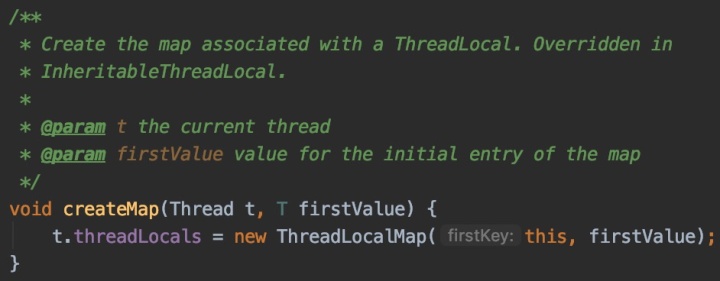 /**
 * Create the map associated with a ThreadLocal. Overridden in
 * InheritableThreadLocal.
 *
 * @param t the current thread
 * @param firstValue value for the initial entry of the map
 */
void createMap(Thread t, T firstValue) {
    t.threadLocals = new ThreadLocalMap( firstKey: this, firstValue);
}